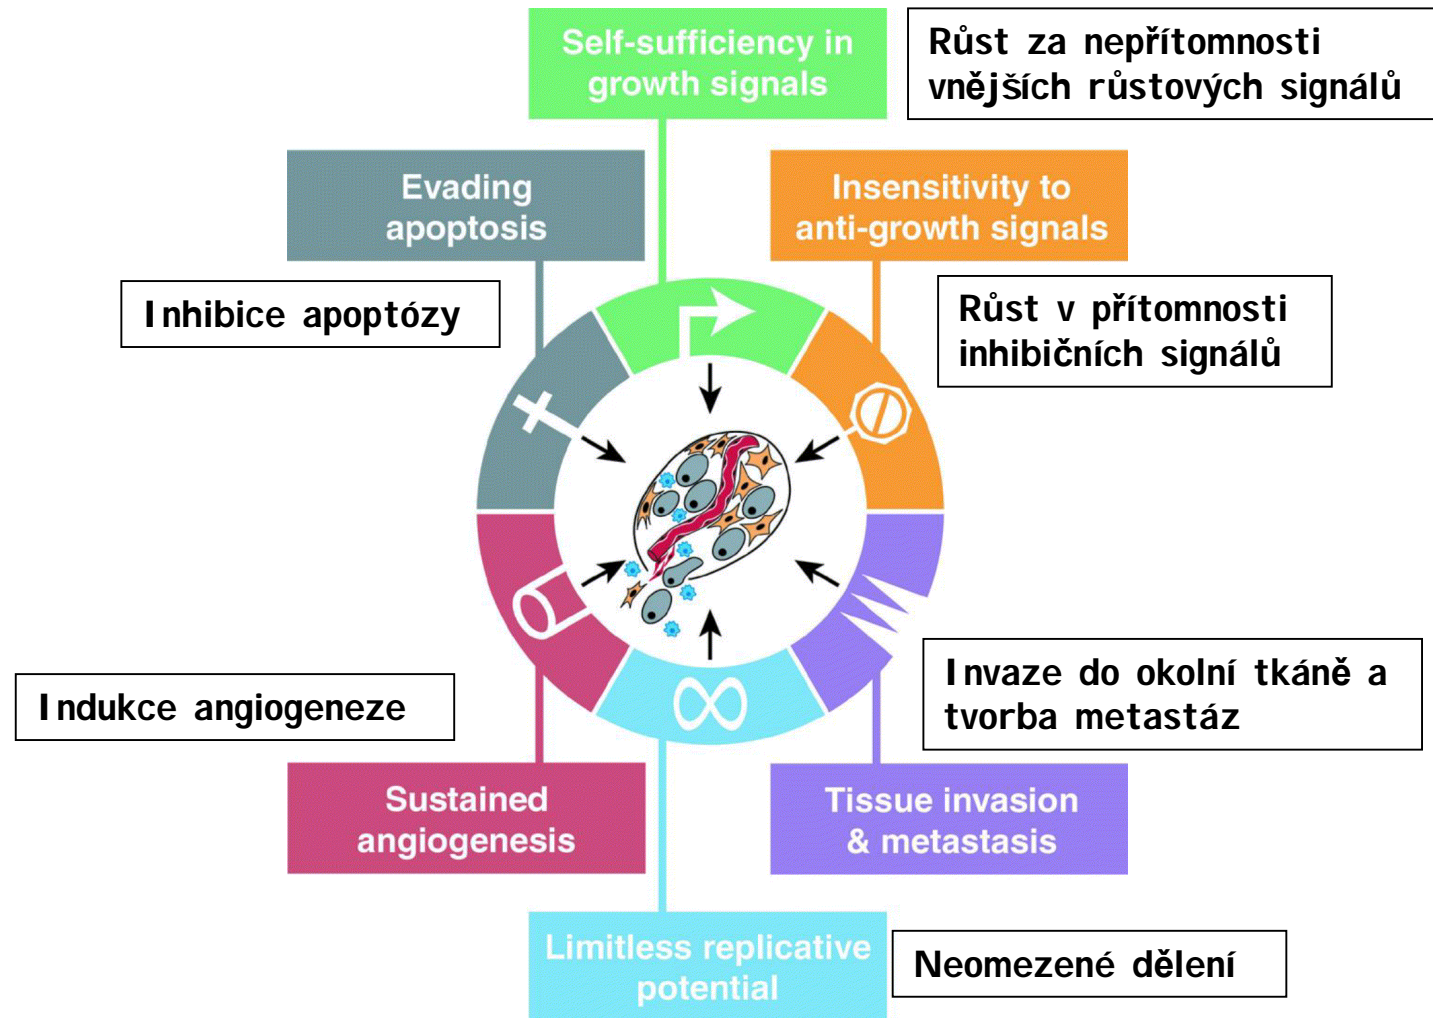 Self-sufficiency in
growth signals
Růst za nepřítomnosti
vnějších růstových signálů
Evading
apoptosis
Insensitivity to
anti-growth signals
Inhibice apoptózy
Růst v přítomnosti
inhibičních signálů
Indukce angiogeneze
Invaze do okolní tkáně a
tvorba metastáz
Sustained
angiogenesis
Tissue invasion
& metastasis
Limitless replicative
potential
Neomezené dělení